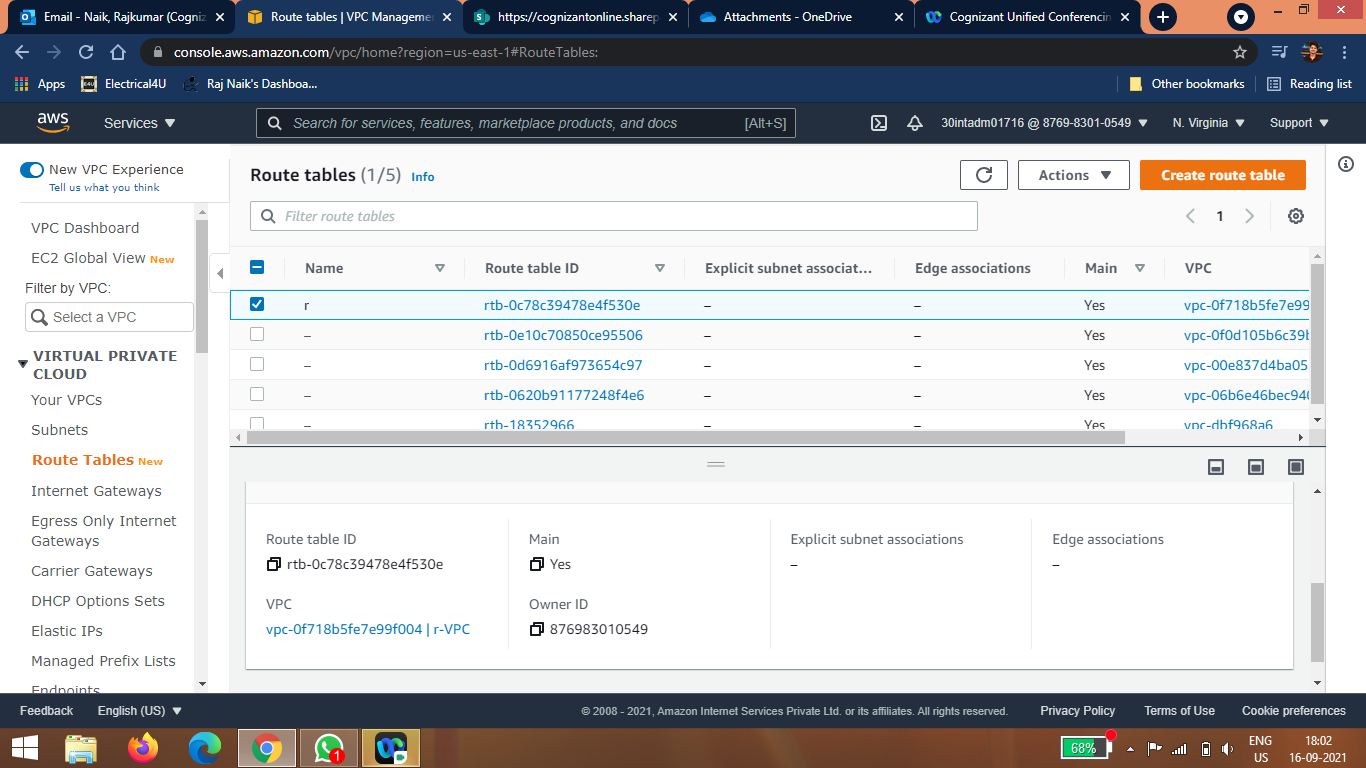 Email - Naik, Rajkumar (Cogniz
Route tables | VPC Manageme
https://cognizantonline.sharep
Attachments - OneDrive
Cognizant Unified Conferencin
console.aws.amazon.com/vpc/home?region=us-east-1#RouteTables:
Apps
Electrical4U
Raj Naik's Dashboa...
Other bookmarks
Reading list
aws
Services
Search for services, features, marketplace products, and docs
[Alt+S]
30intadm01716 @ 8769-8301-0549
N. Virginia
Support
New VPC Experience
Tell us what you think
VPC Dashboard
EC2 Global View New
Filter by VPC:
Select a VPC
VIRTUAL PRIVATE
CLOUD
Your VPCs
Subnets
Route Tables New
Internet Gateways
Egress Only Internet
Gateways
Carrier Gateways
DHCP Options Sets
Elastic IPs
Managed Prefix Lists
Endpoints
Route tables (1/5) Info
Actions
Create route table
Filter route tables
1
Name Route table ID Explicit subnet associat... Edge associations Main VPC
r rtb-0c78c39478e4f530e – – Yes vpc-0f718b5fe7e99
– rtb-0e10c70850ce95506 – – Yes vpc-0f0d105b6c39b
– rtb-0d6916af973654c97 – – Yes vpc-00e837d4ba05
– rtb-0620b91177248f4e6 – – Yes vpc-06b6e46bec940
– rtb-18352966 – – Yes vpc-dbf968a6
Route table ID
rtb-0c78c39478e4f530e
Main
Yes
Explicit subnet associations
–
Edge associations
–
VPC
vpc-0f718b5fe7e99f004 | r-VPC
Owner ID
876983010549
Feedback
English (US)
© 2008 - 2021, Amazon Internet Services Private Ltd. or its affiliates. All rights reserved.
Privacy Policy
Terms of Use
Cookie preferences
1
68%
ENG
US
18:02
16-09-2021